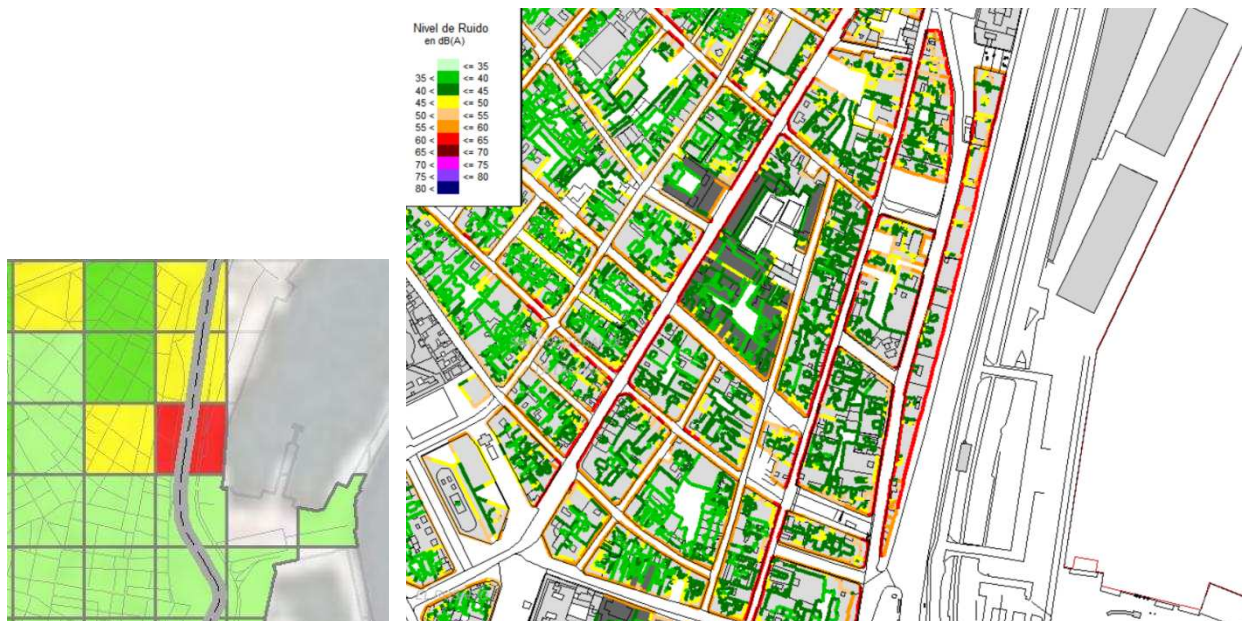 Nivel de Ruido
en dB(A)
<= 35
35 < <= 40
40 < <= 45
45 < <= 50
50 < <= 55
55 < <= 60
60 < <= 65
65 < <= 70
70 < <= 75
75 < <= 80
80 <